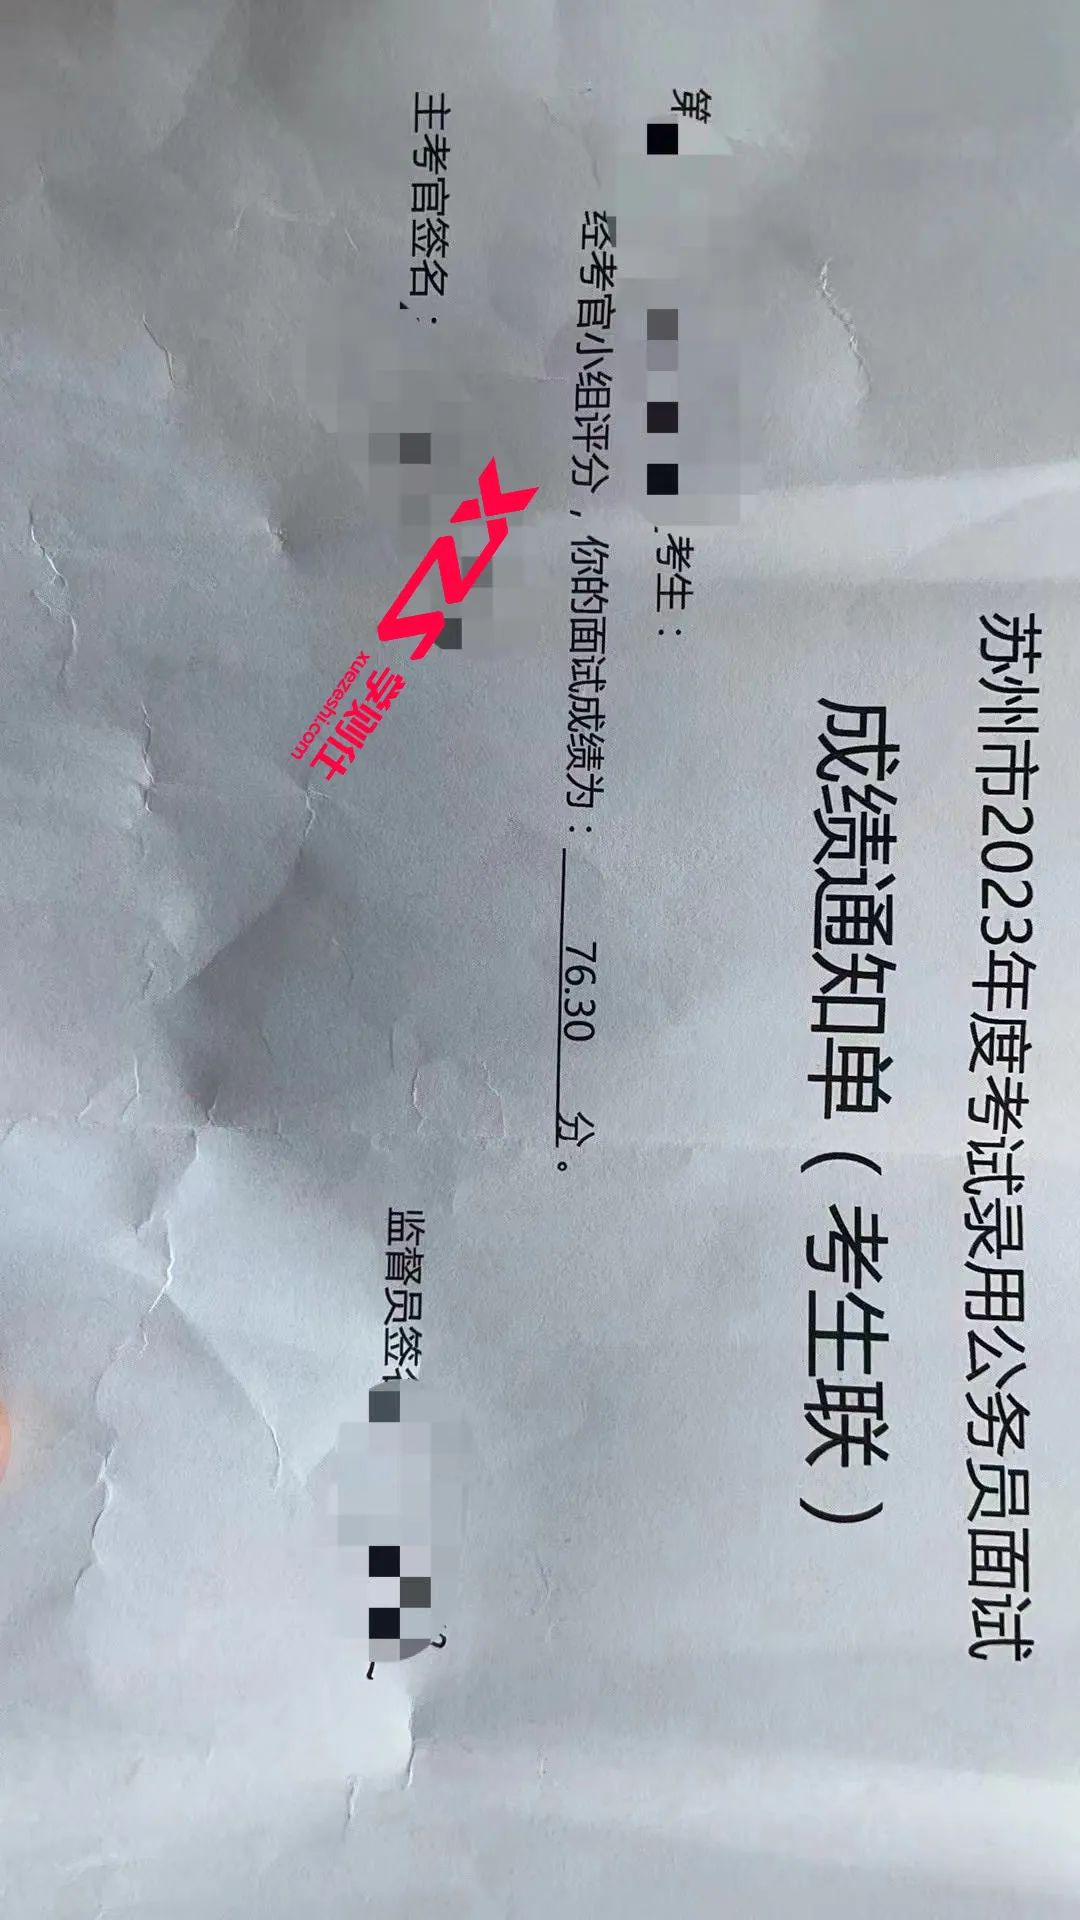 苏州市2023年度考试录用公务员面试
成绩通知单（考生联）
第
考生：
经考官小组评分，你的面试成绩为： 76.30 分。
主考官签名：
监督员签名
XZS 学则仕
xuezeshi.com